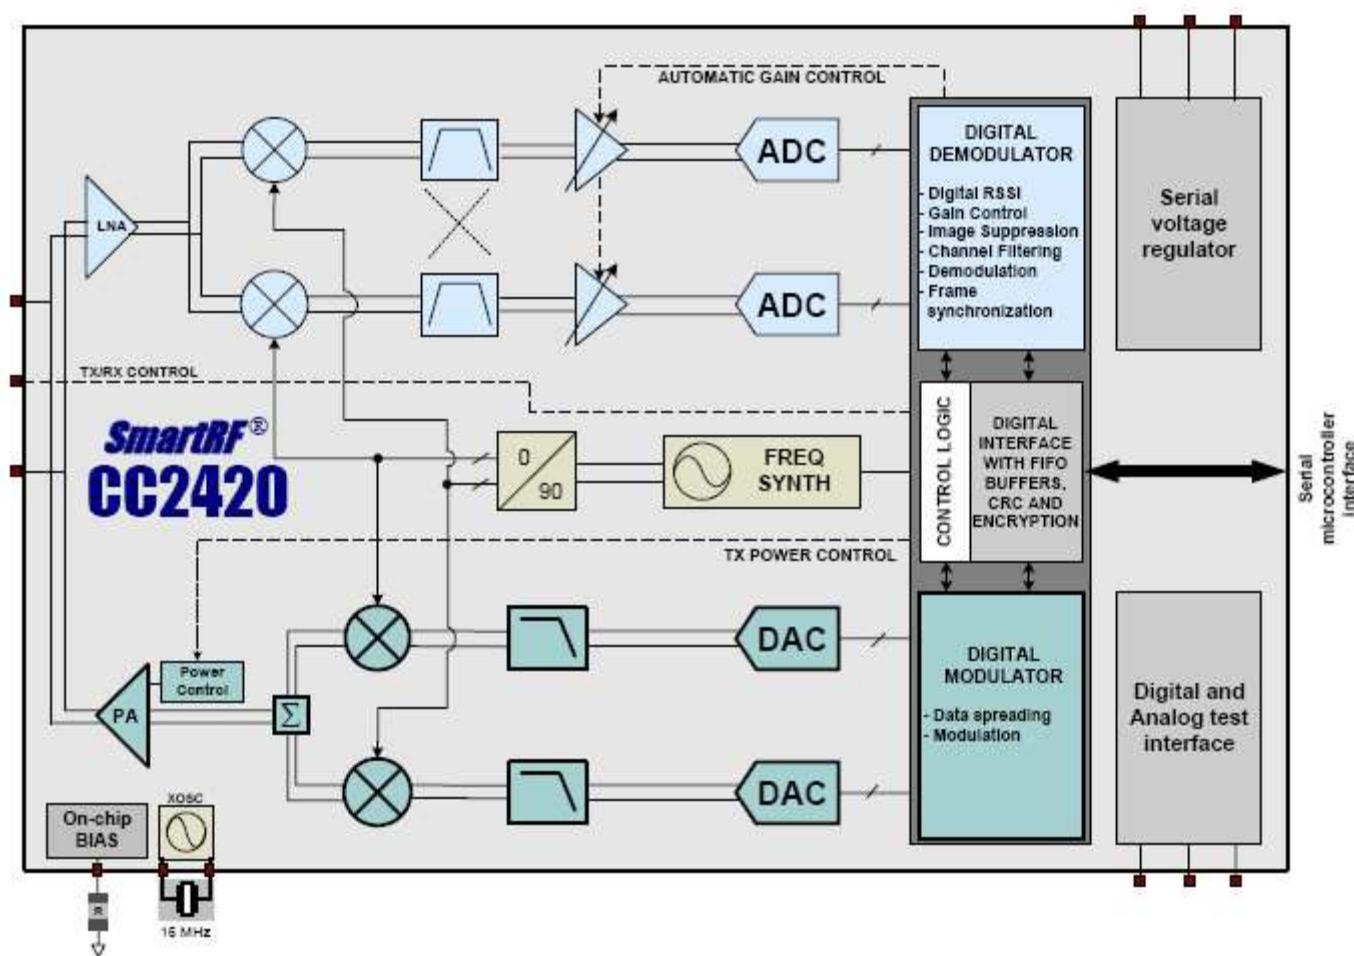 AUTOMATIC GAIN CONTROL
LNA
ADC
ADC
DIGITAL
DEMODULATOR
- Digital RSSI
- Gain Control
- Image Suppression
- Channel Filtering
- Demodulation
- Frame
synchronization
Serial
voltage
regulator
TX/RX CONTROL
SmartRF®
CC2420
0
90
FREQ
SYNTH
CONTROL LOGIC
DIGITAL
INTERFACE
WITH FIFO
BUFFERS,
CRC AND
ENCRYPTION
Serial
microcontroller
interface
TX POWER CONTROL
Power
Control
PA
Σ
DAC
DAC
DIGITAL
MODULATOR
- Data spreading
- Modulation
Digital and
Analog test
interface
On-chip
BIAS
XOSC
R
16 MHz